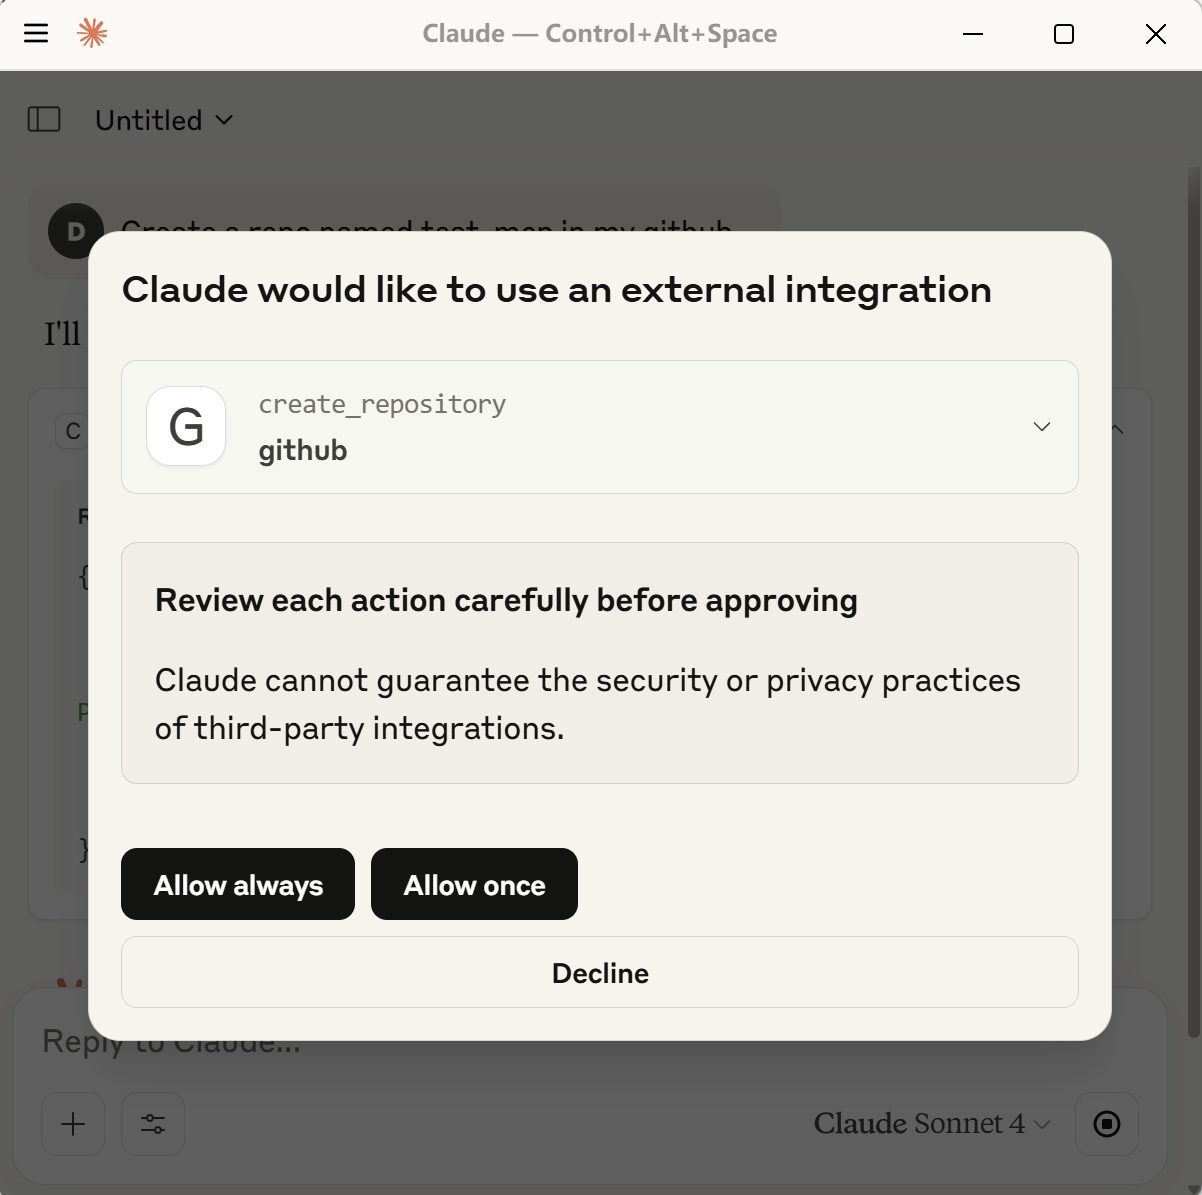 Claude — Control+Alt+Space
Untitled
D
Create a repo named test-mcp in my github
Claude would like to use an external integration
I'll
G
create_repository
github
C
R
{
Review each action carefully before approving
Claude cannot guarantee the security or privacy practices
of third-party integrations.
P
}
Allow always
Allow once
Decline
Reply to Claude...
Claude Sonnet 4